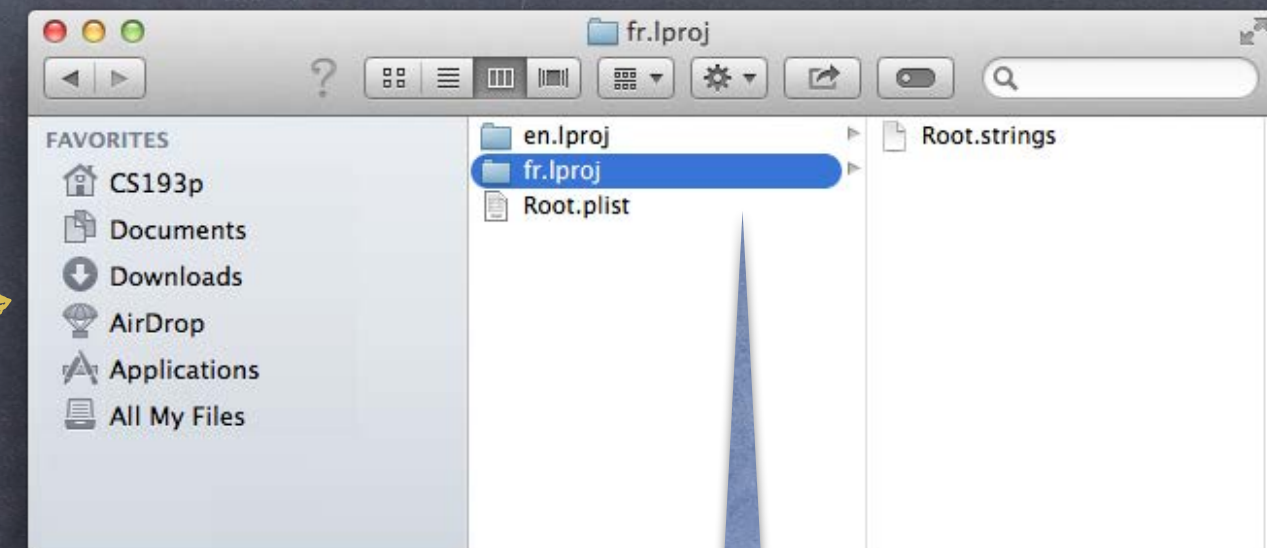 fr.lproj
FAVORITES
CS193p
Documents
Downloads
AirDrop
Applications
All My Files
en.lproj
fr.lproj
Root.plist
Root.strings